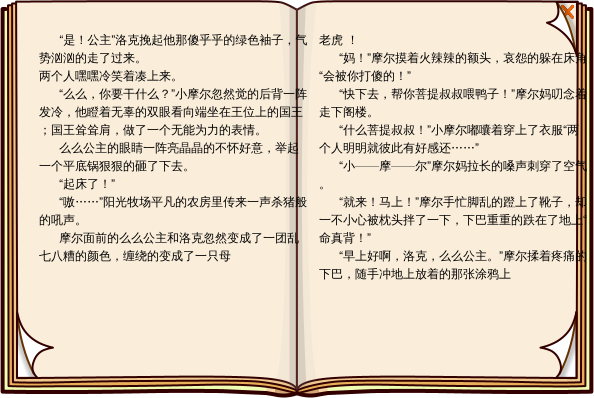 “是！公主”洛克挽起他那傻乎乎的绿色袖子，气
势汹汹的走了过来。
两个人嘿嘿冷笑着凑上来。
“么么，你要干什么？”小摩尔忽然觉的后背一阵
发冷，他瞪着无辜的双眼看向端坐在王位上的国王
；国王耸耸肩，做了一个无能为力的表情。
么么公主的眼睛一阵亮晶晶的不怀好意，举起
一个平底锅狠狠的砸了下去。
“起床了！”
“嗷⋯⋯”阳光牧场平凡的农房里传来一声杀猪般
的吼声。
摩尔面前的么么公主和洛克忽然变成了一团乱
七八糟的颜色，缠绕的变成了一只母
老虎 ！
“妈！”摩尔摸着火辣辣的额头，哀怨的躲在床角
“会被你打傻的！”
“快下去，帮你菩提叔叔喂鸭子！”摩尔妈叨念着
走下阁楼。
“什么菩提叔叔！”小摩尔嘟囔着穿上了衣服“两
个人明明就彼此有好感还⋯⋯”
“小——摩——尔”摩尔妈拉长的嗓声刺穿了空气
。
“就来！马上！”摩尔手忙脚乱的蹬上了靴子，却
一不小心被枕头拌了一下，下巴重重的跌在了地上“
命真背！”
“早上好啊，洛克，么么公主。”摩尔揉着疼痛的
下巴，随手冲地上放着的那张涂鸦上